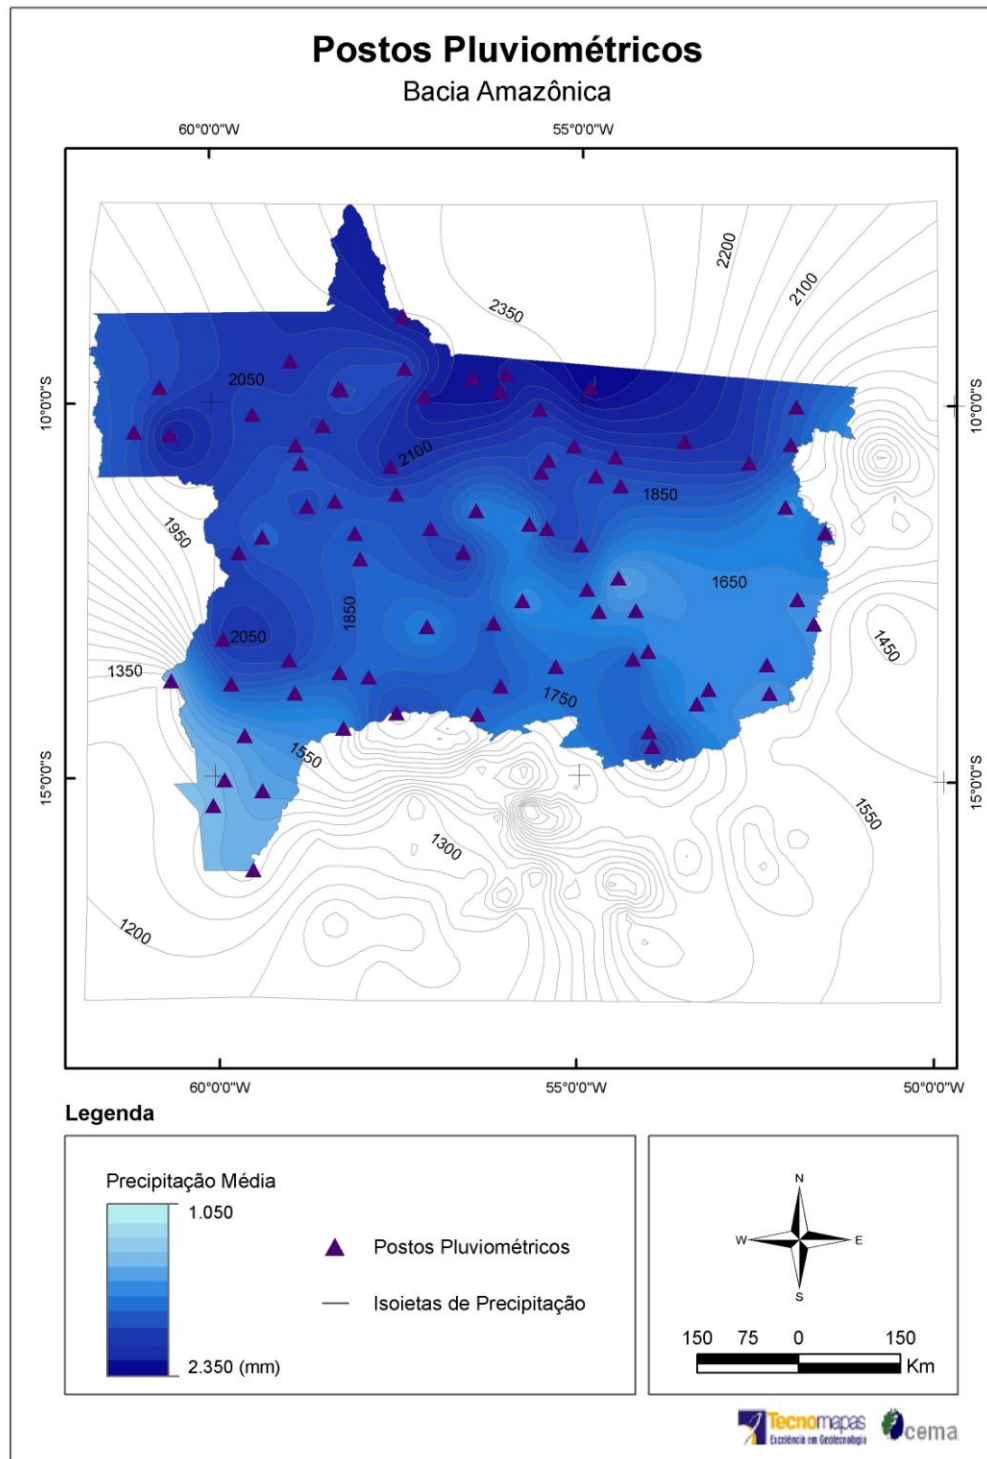 Postos Pluviométricos
Bacia Amazônica
60°0'0"W 55°0'0"W
2200
2100
2350
10°0'0"S 10°0'0"S
2050
2100
1850
1950
1650
1850
2050
1450
1350
1750
1550
15°0'0"S 15°0'0"S
1550
1300
1200
60°0'0"W 55°0'0"W 50°0'0"W
Legenda
Precipitação Média
1.050
2.350 (mm)
Postos Pluviométricos
Isoietas de Precipitação
N
W E
S
150 75 0 150
Km
Tecnomapas
Excelência em Geotecnologia
cema